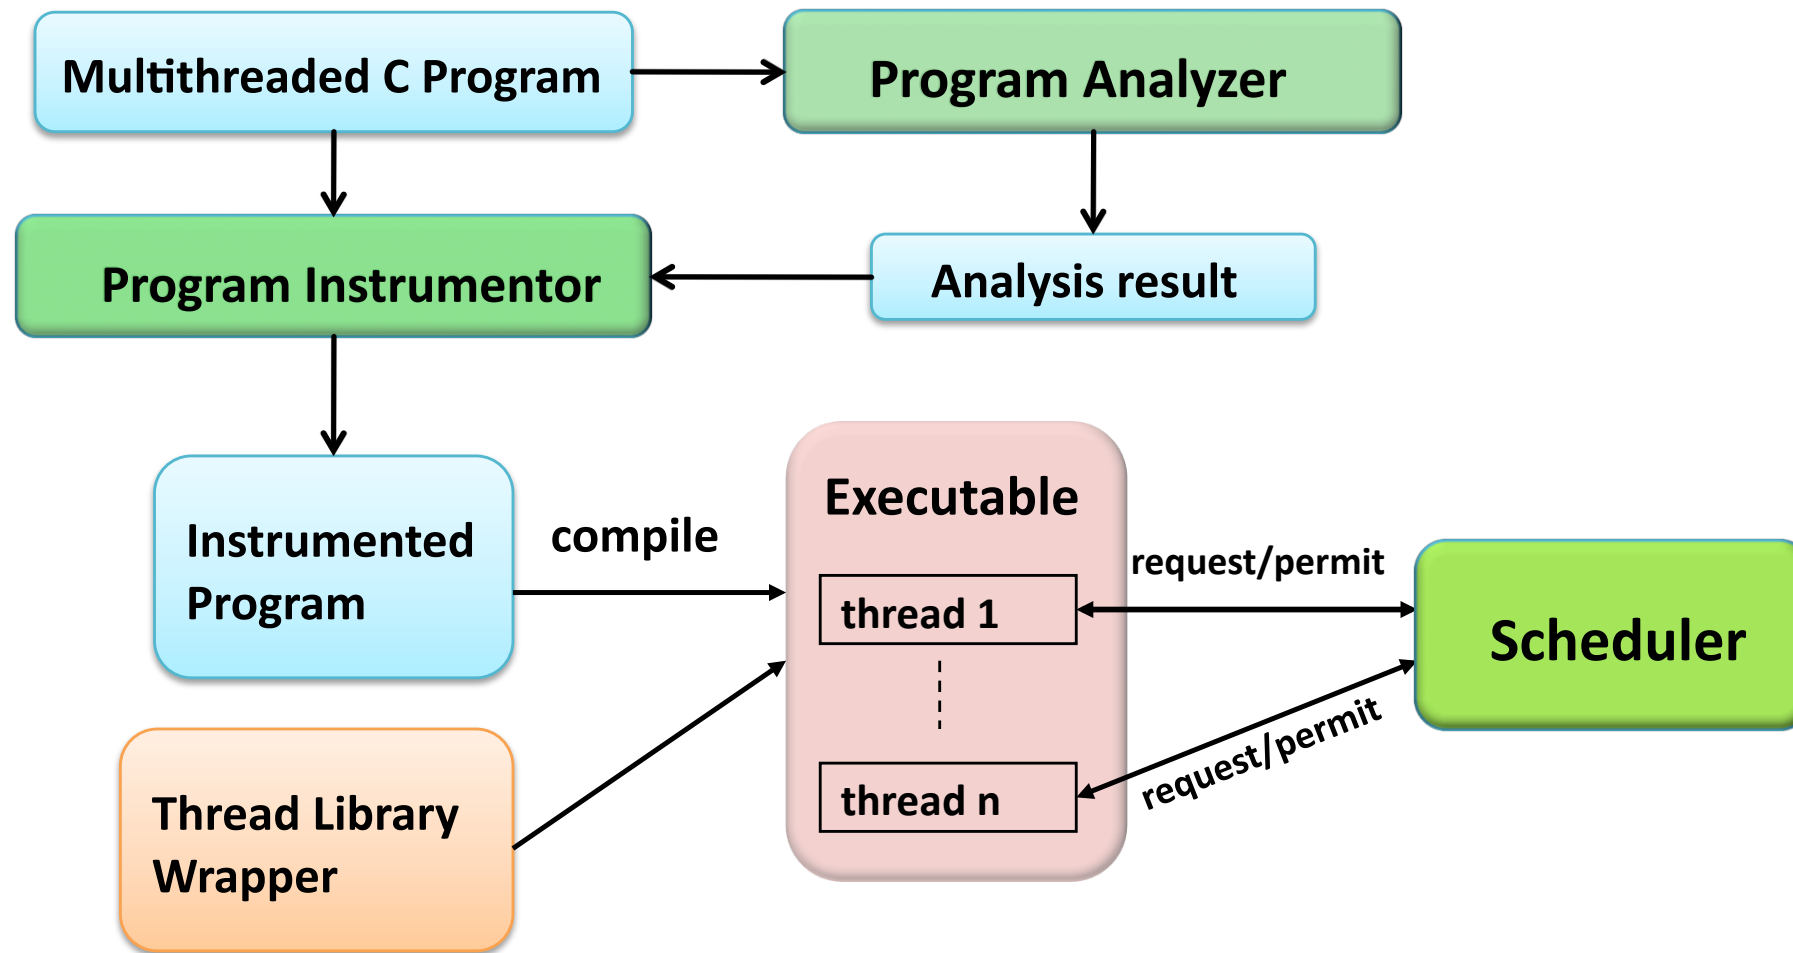 Multithreaded C Program
Program Analyzer
Program Instrumentor
Analysis result
Instrumented
Program
compile
Executable
thread 1
thread n
request/permit
request/permit
Scheduler
Thread Library
Wrapper